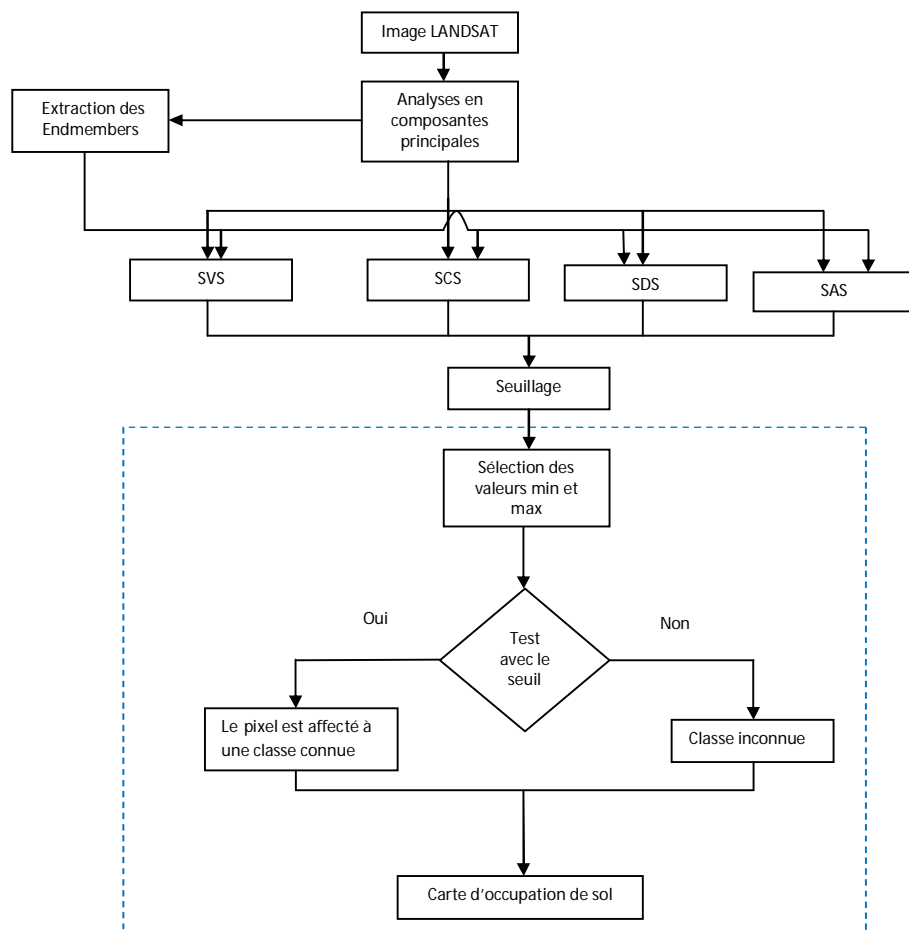 Image LANDSAT
Extraction des
Endmembers
Analyses en
composantes
principales
SVS
SCS
SDS
SAS
Seuillage
Sélection des
valeurs min et
max
Oui
Non
Test
avec le
seuil
Le pixel est affecté à
une classe connue
Classe inconnue
Carte d'occupation de sol